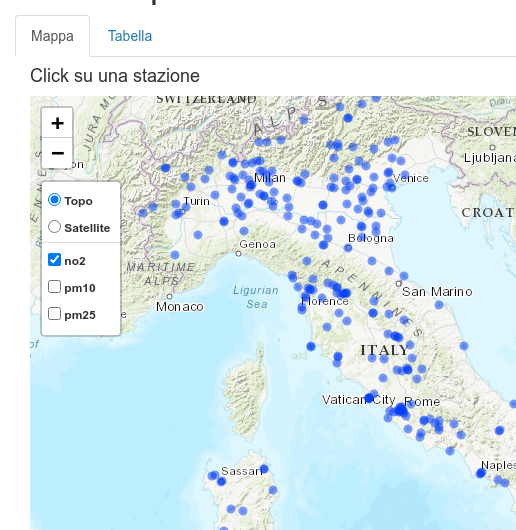 Mappa
Tabella
Click su una stazione
SWITZERLAND
ALPS
JURA
SLOVEN
Ljubljana
Milan
Venice
Turin
CROAT
Genoa
Bologna
MARITIME
ALPS
Ligurian
Sea
Monaco
APENNINES
Florence
San Marino
ITALY
Vatican City
Rome
Naples
Sassari
+
−
Topo
Satellite
no2
pm10
pm25